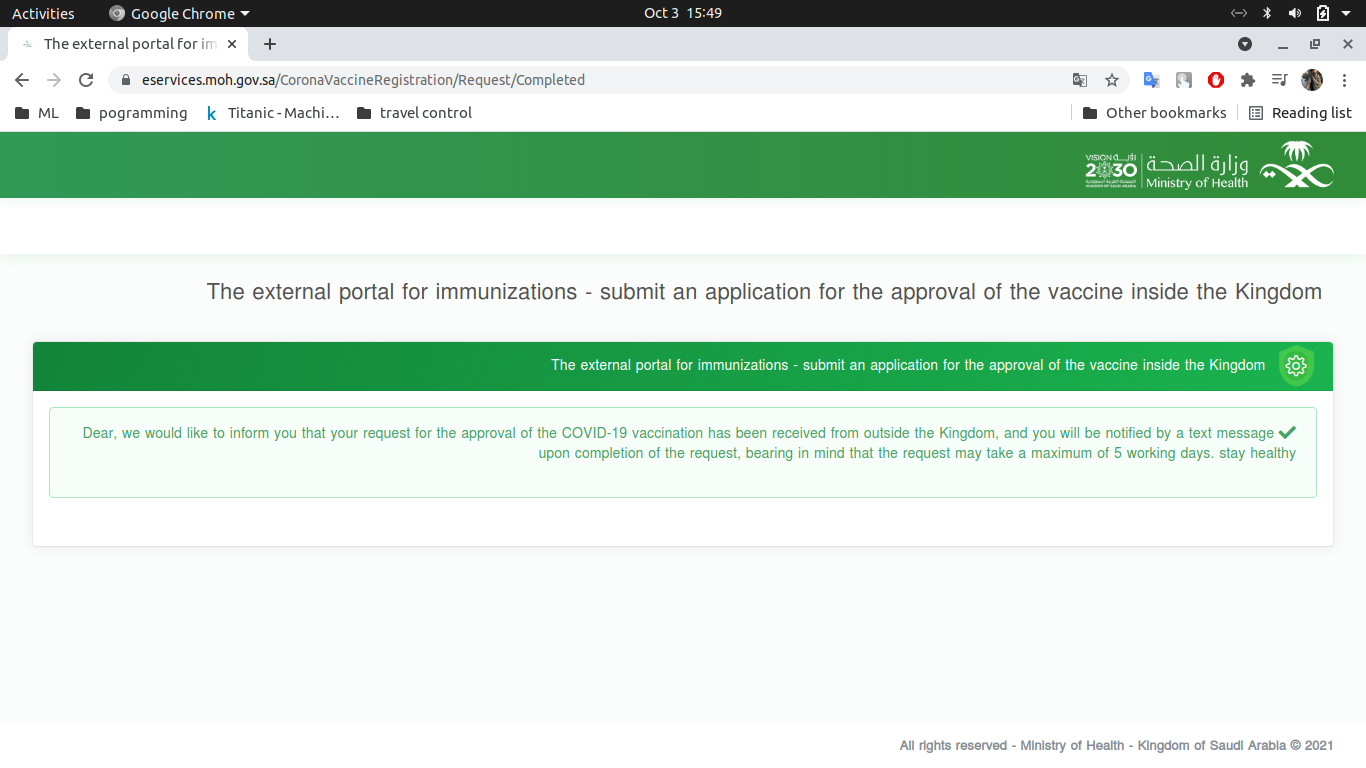 Activities
Google Chrome
Oct 3 15:49
The external portal for im
eservices.moh.gov.sa/CoronaVaccineRegistration/Request/Completed
ML
pogramming
k
Titanic - Machi...
travel control
Other bookmarks
Reading list
VISION رؤيــة
2030
KINGDOM OF SAUDI ARABIA
وزارة الصحة
Ministry of Health
The external portal for immunizations - submit an application for the approval of the vaccine inside the Kingdom
The external portal for immunizations - submit an application for the approval of the vaccine inside the Kingdom
Dear, we would like to inform you that your request for the approval of the COVID-19 vaccination has been received from outside the Kingdom, and you will be notified by a text message
upon completion of the request, bearing in mind that the request may take a maximum of 5 working days. stay healthy
All rights reserved - Ministry of Health - Kingdom of Saudi Arabia © 2021